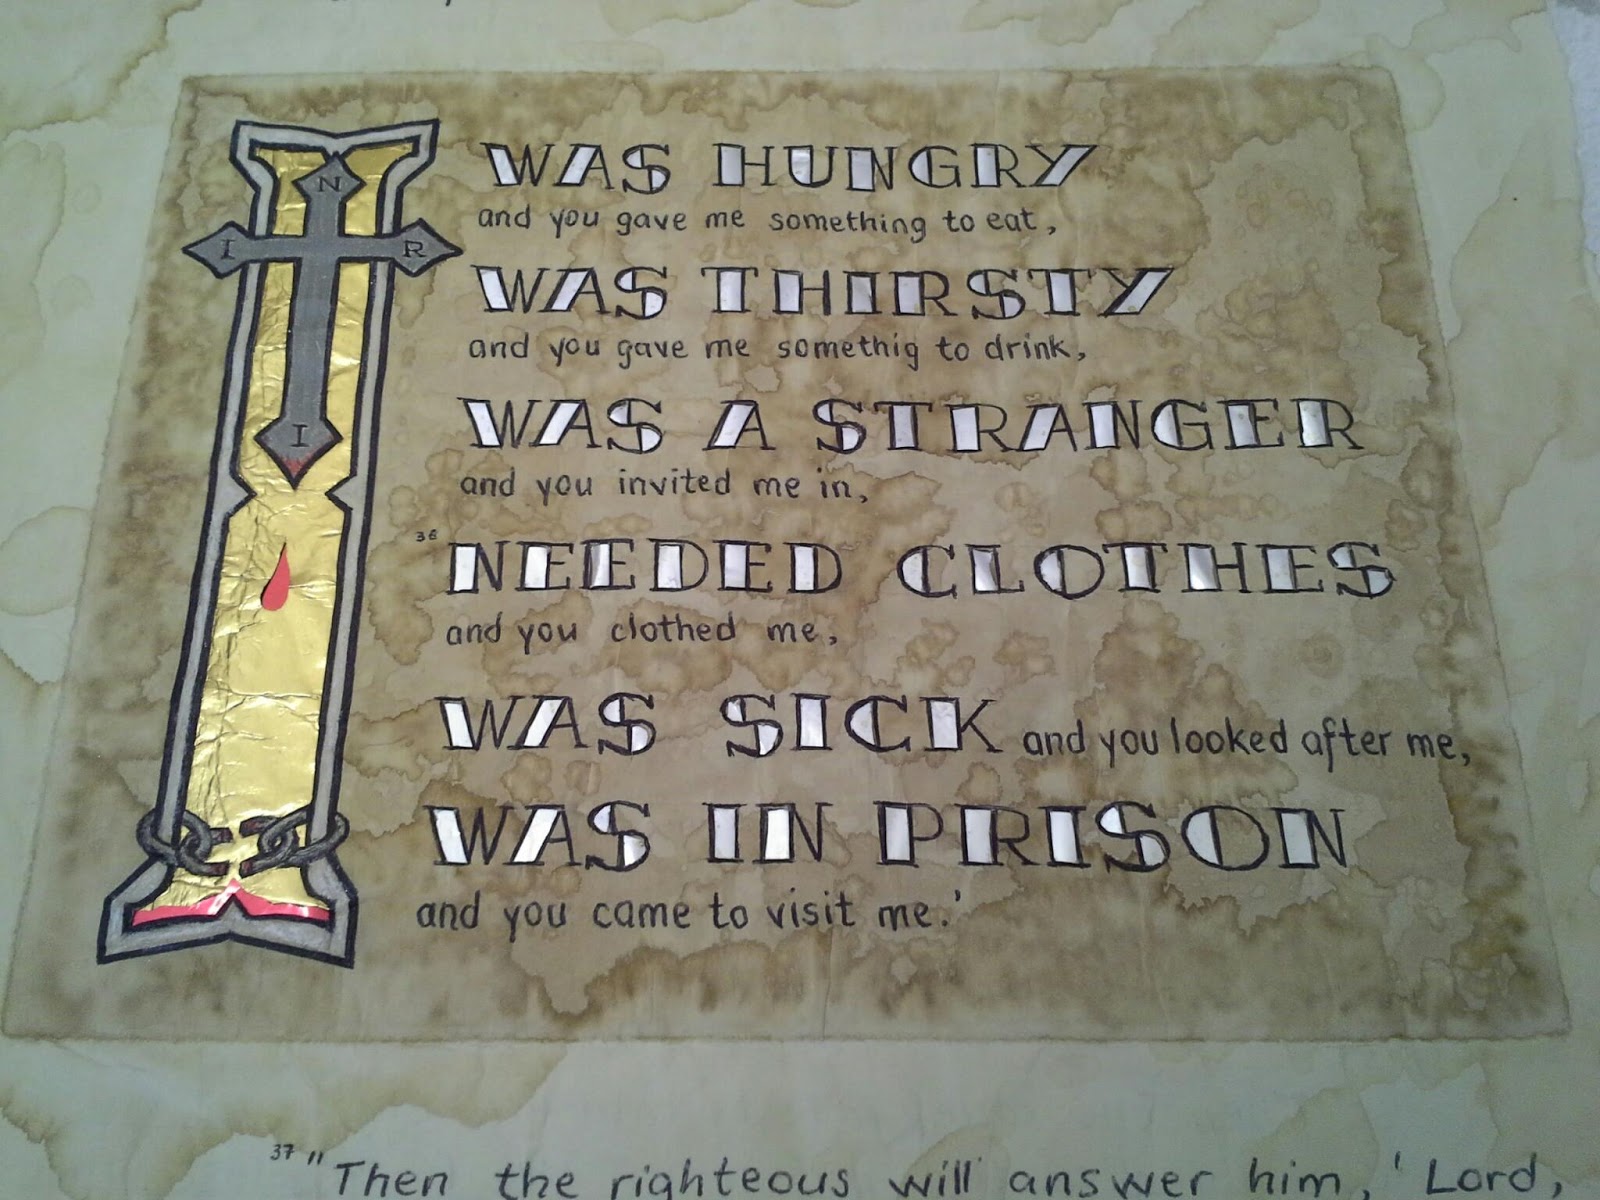 I
N
I R
I
WAS HUNGRY
and you gave me something to eat,
WAS THIRSTY
and you gave me somethig to drink,
WAS A STRANGER
and you invited me in,
36 NEEDED CLOTHES
and you clothed me,
WAS SICK and you looked after me,
WAS IN PRISON
and you came to visit me.'
37 "Then the righteous will answer him, 'Lord,